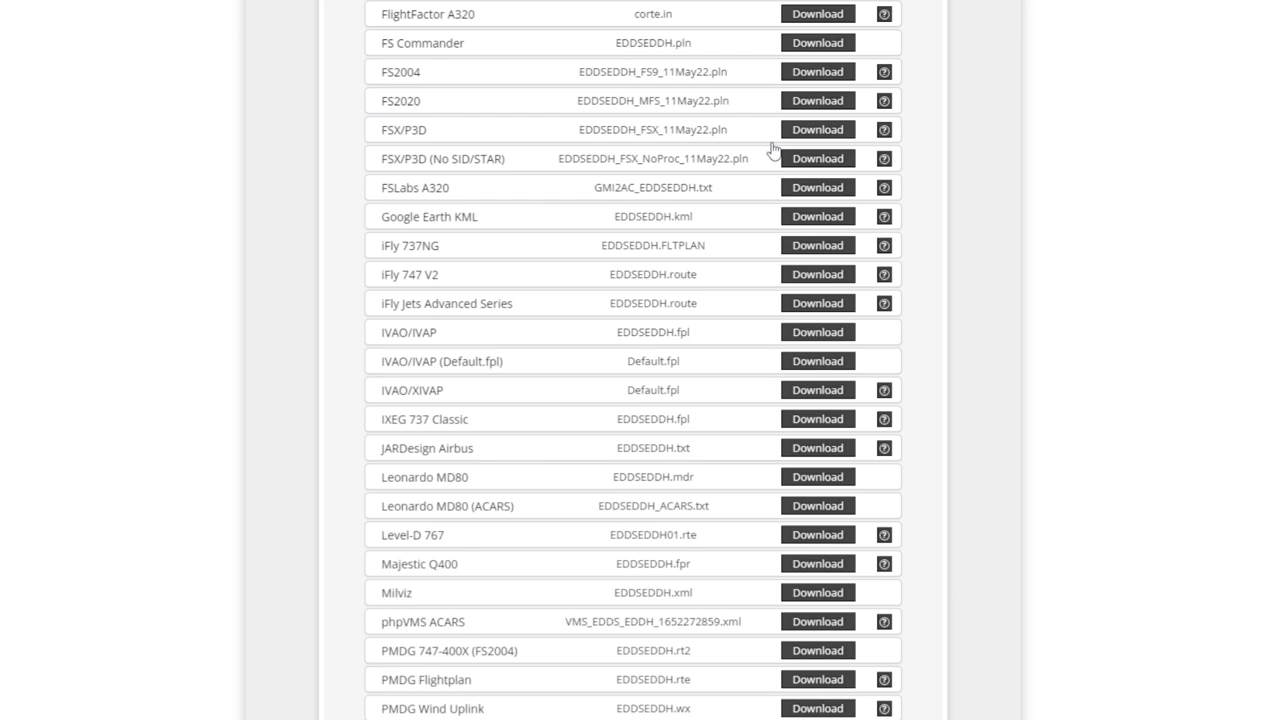 FlightFactor A320 corte.in Download ?
FS Commander EDDSEDDH.pln Download
FS2004 EDDSEDDH_FS9_11May22.pln Download ?
FS2020 EDDSEDDH_MFS_11May22.pln Download ?
FSX/P3D EDDSEDDH_FSX_11May22.pln Download ?
FSX/P3D (No SID/STAR) EDDSEDDH_FSX_NoProc_11May22.pln Download ?
FSLabs A320 GMI2AC_EDDSEDDH.txt Download ?
Google Earth KML EDDSEDDH.kml Download ?
iFly 737NG EDDSEDDH.FLTPLAN Download ?
iFly 747 V2 EDDSEDDH.route Download ?
iFly Jets Advanced Series EDDSEDDH.route Download ?
IVAO/IVAP EDDSEDDH.fpl Download
IVAO/IVAP (Default.fpl) Default.fpl Download
IVAO/XIVAP Default.fpl Download ?
IXEG 737 Classic EDDSEDDH.fpl Download ?
JARDesign Airbus EDDSEDDH.txt Download ?
Leonardo MD80 EDDSEDDH.mdr Download
Leonardo MD80 (ACARS) EDDSEDDH_ACARS.txt Download
Level-D 767 EDDSEDDH01.rte Download ?
Majestic Q400 EDDSEDDH.fpr Download ?
Milviz EDDSEDDH.xml Download
phpVMS ACARS VMS_EDDS_EDDH_1652272859.xml Download ?
PMDG 747-400X (FS2004) EDDSEDDH.rt2 Download
PMDG Flightplan EDDSEDDH.rte Download ?
PMDG Wind Uplink EDDSEDDH.wx Download ?